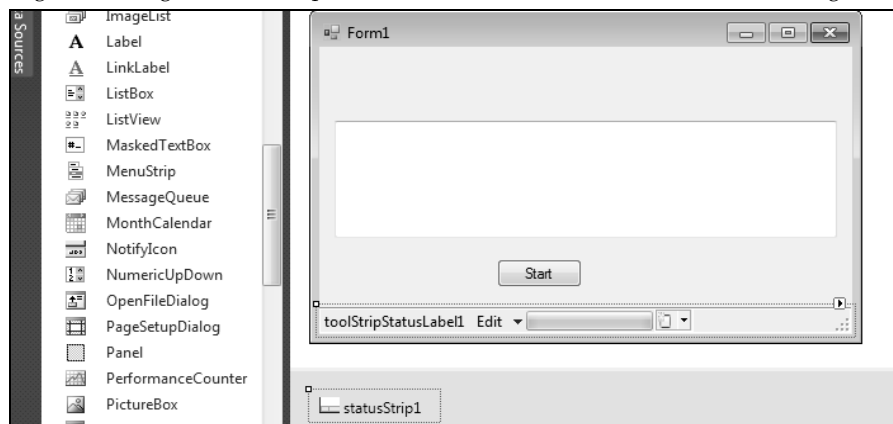 a Sources
ImageList
Label
LinkLabel
ListBox
ListView
MaskedTextBox
MenuStrip
MessageQueue
MonthCalendar
NotifyIcon
NumericUpDown
OpenFileDialog
PageSetupDialog
Panel
PerformanceCounter
PictureBox
Form1
Start
toolStripStatusLabel1 Edit
statusStrip1